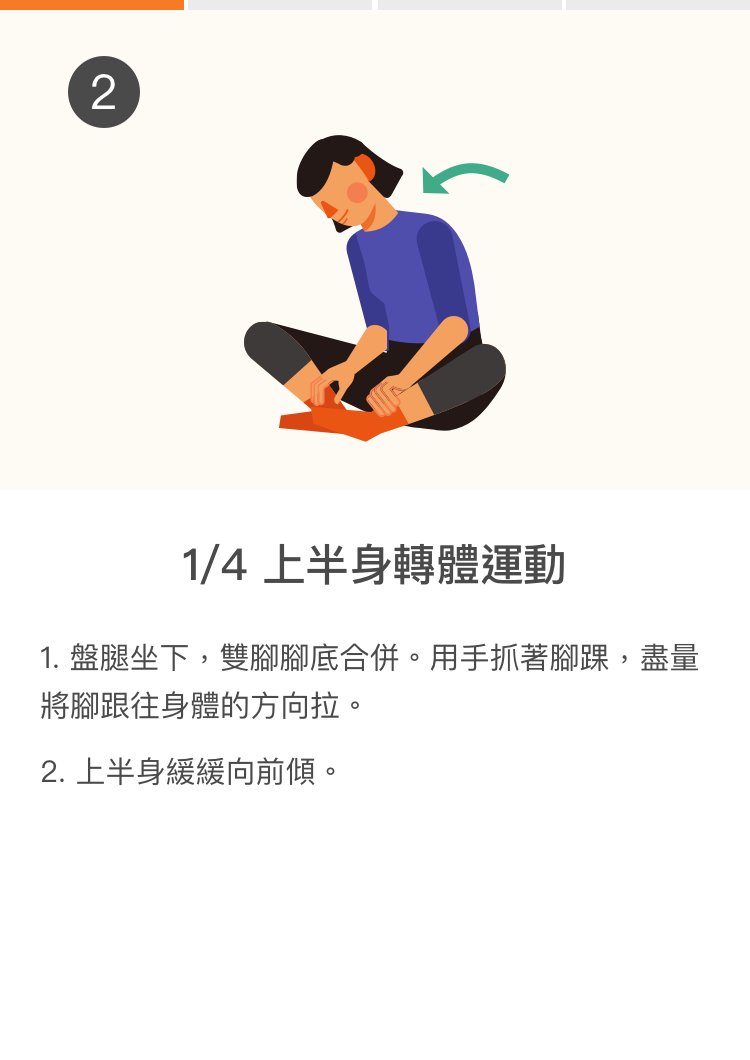 2
1/4 上半身轉體運動
1. 盤腿坐下，雙腳腳底合併。用手抓著腳踝，盡量
將腳跟往身體的方向拉。
2. 上半身緩緩向前傾。